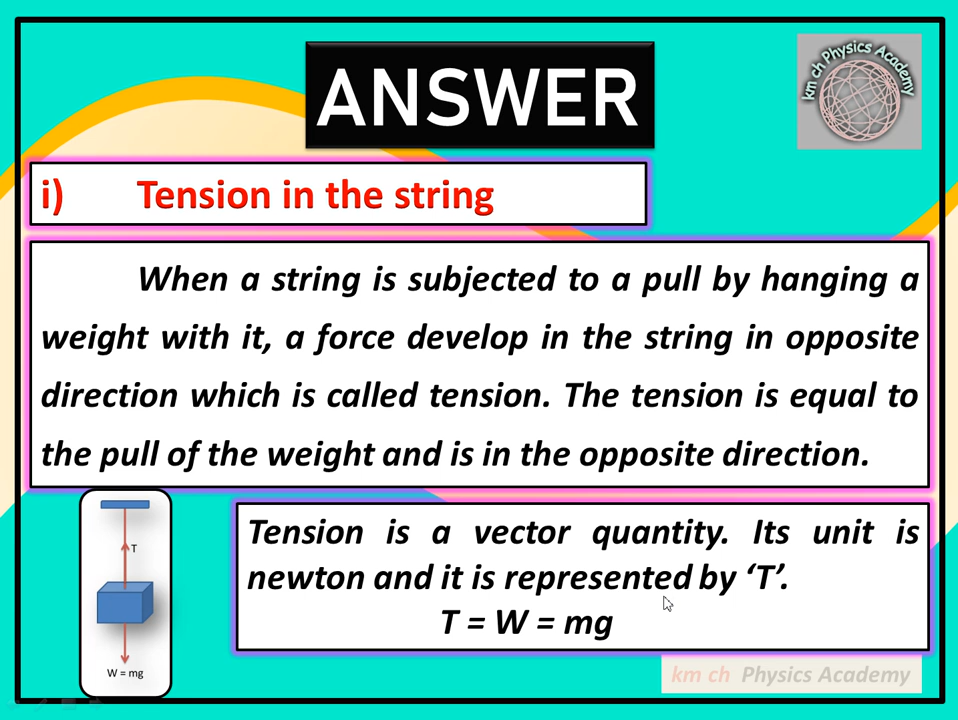 ANSWER
km ch Physics Academy
i) Tension in the string
When a string is subjected to a pull by hanging a
weight with it, a force develop in the string in opposite
direction which is called tension. The tension is equal to
the pull of the weight and is in the opposite direction.
T
W = mg
Tension is a vector quantity. Its unit is
newton and it is represented by ‘T’.
T = W = mg
km ch Physics Academy